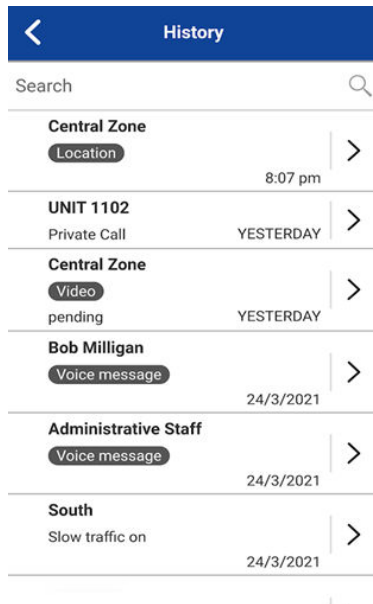 History
Search
Central Zone
Location
8:07 pm
UNIT 1102
Private Call YESTERDAY
Central Zone
Video
pending YESTERDAY
Bob Milligan
Voice message
24/3/2021
Administrative Staff
Voice message
24/3/2021
South
Slow traffic on
24/3/2021